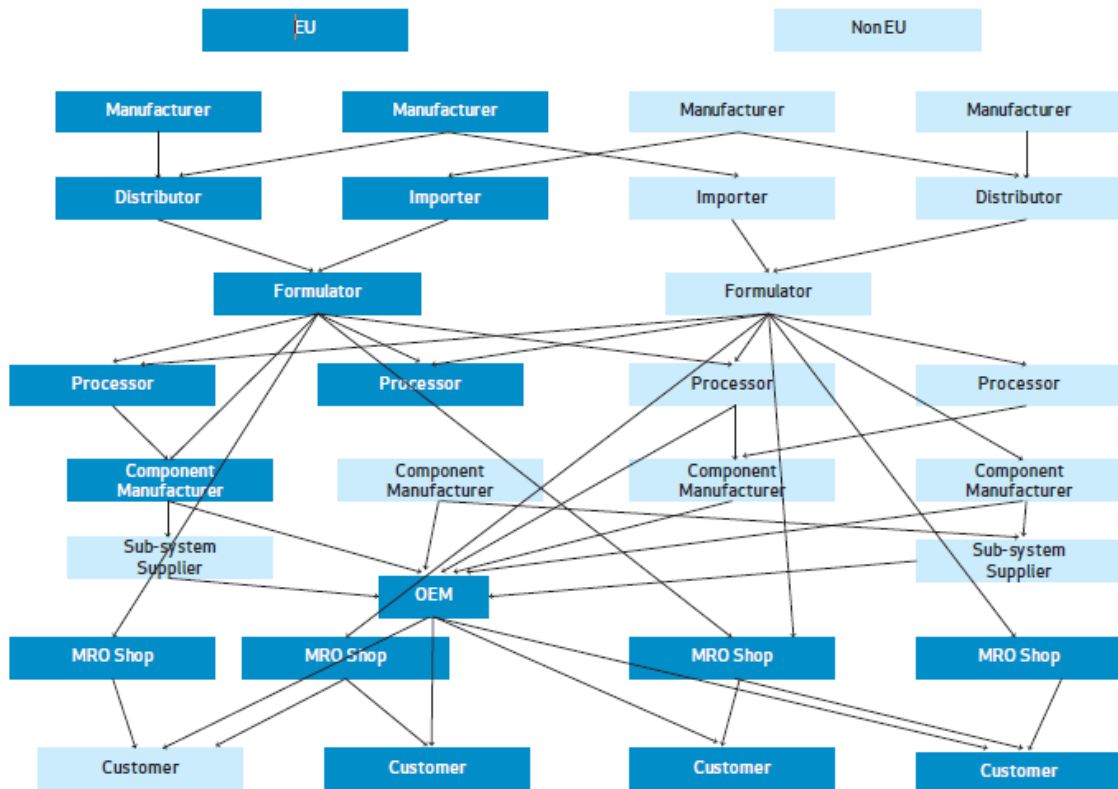 EU
Non EU
Manufacturer
Manufacturer
Manufacturer
Manufacturer
Distributor
Importer
Importer
Distributor
Formulator
Formulator
Processor
Processor
Processor
Processor
Component
Manufacturer
Component
Manufacturer
Component
Manufacturer
Component
Manufacturer
Sub-system
Supplier
Sub-system
Supplier
OEM
MRO Shop
MRO Shop
MRO Shop
MRO Shop
Customer
Customer
Customer
Customer